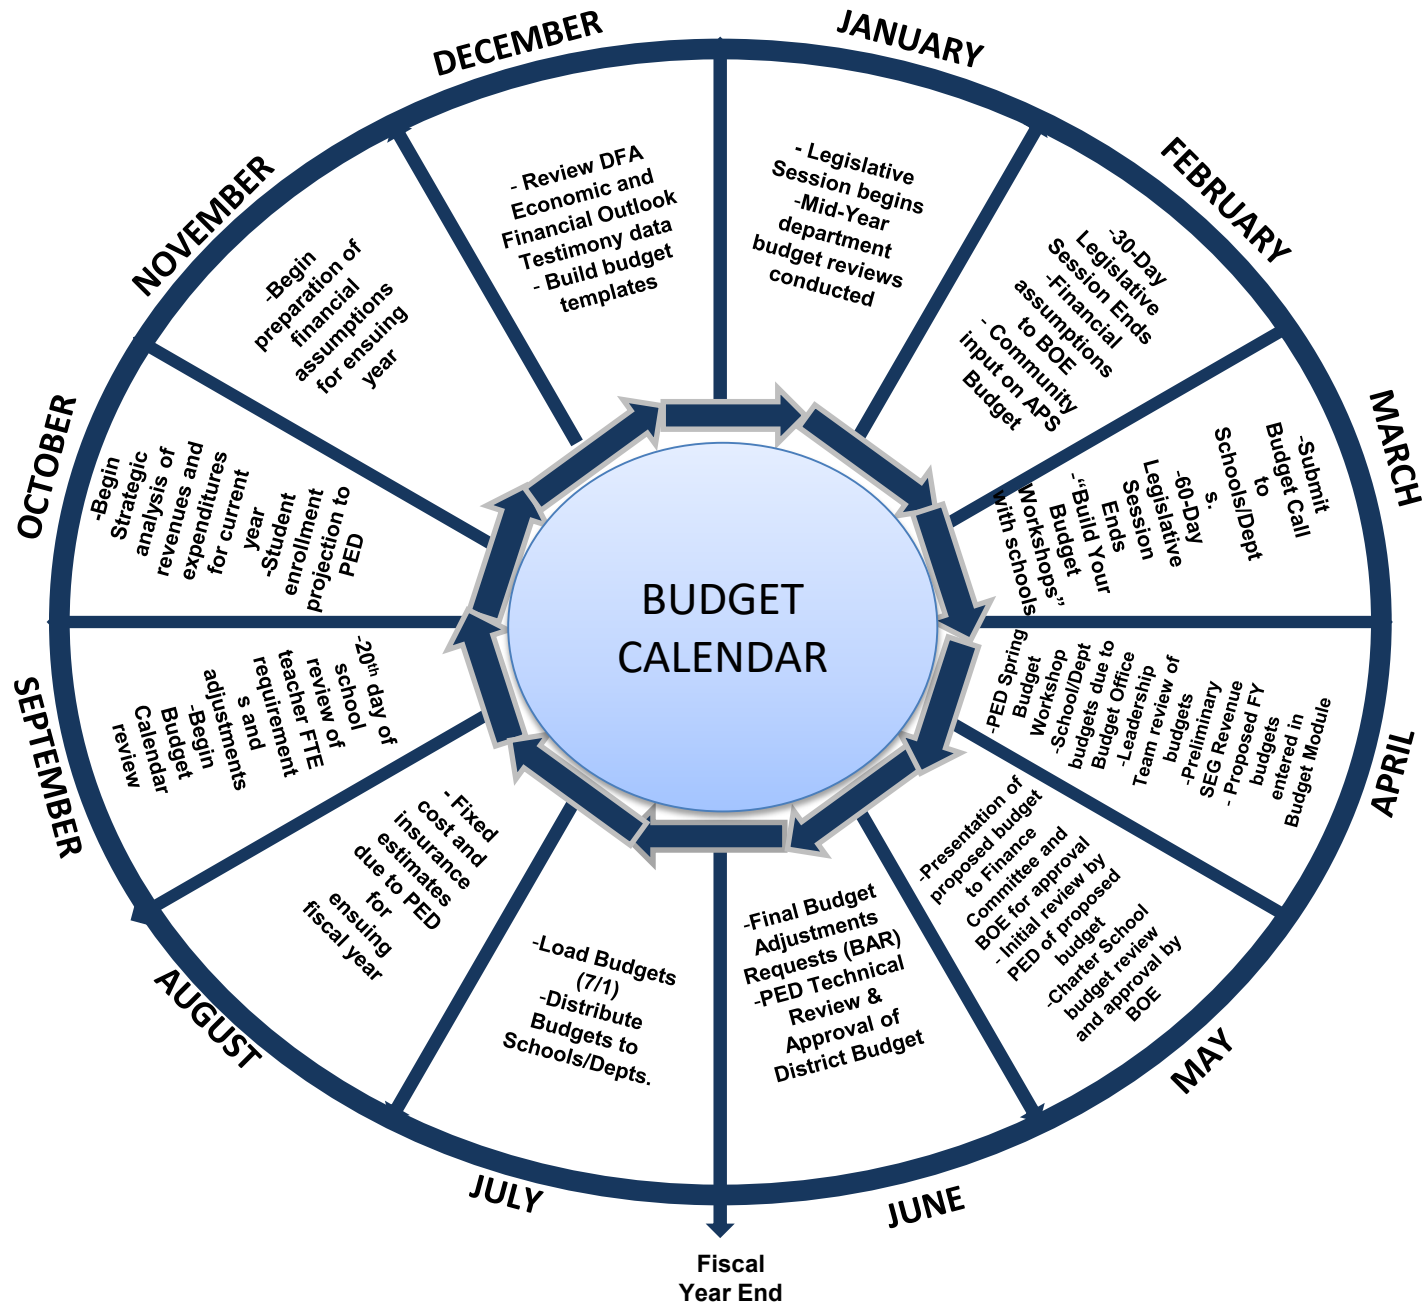 BUDGET
CALENDAR
JANUARY
- Legislative
Session begins
-Mid-Year
department
budget reviews
conducted
FEBRUARY
-30-Day
Legislative
Session Ends
-Financial
assumptions
to BOE
- Community
input on APS
Budget
MARCH
-Submit
Budget Call
to
Schools/Dept
s.
-60-Day
Legislative
Session
Ends
-“Build Your
Budget
Workshops”
with schools
APRIL
-PED Spring
Budget
Workshop
-School/Dept
budgets due to
Budget Office
-Leadership
Team review of
budgets
-Preliminary
SEG Revenue
- Proposed FY
budgets
entered in
Budget Module
MAY
-Presentation of
proposed budget
to Finance
Committee and
BOE for approval
- Initial review by
PED of proposed
budget
-Charter School
budget review
and approval by
BOE
JUNE
-Final Budget
Adjustments
Requests (BAR)
-PED Technical
Review &
Approval of
District Budget
Fiscal
Year End
JULY
-Load Budgets
(7/1)
-Distribute
Budgets to
Schools/Depts.
AUGUST
- Fixed
cost and
insurance
estimates
due to PED
for
ensuing
fiscal year
SEPTEMBER
-20th day of
school
review of
teacher FTE
requirement
s and
adjustments
-Begin
Budget
Calendar
review
OCTOBER
-Begin
Strategic
analysis of
revenues and
expenditures
for current
year
-Student
enrollment
projection to
PED
NOVEMBER
-Begin
preparation of
financial
assumptions
for ensuing
year
DECEMBER
- Review DFA
Economic and
Financial Outlook
Testimony data
- Build budget
templates